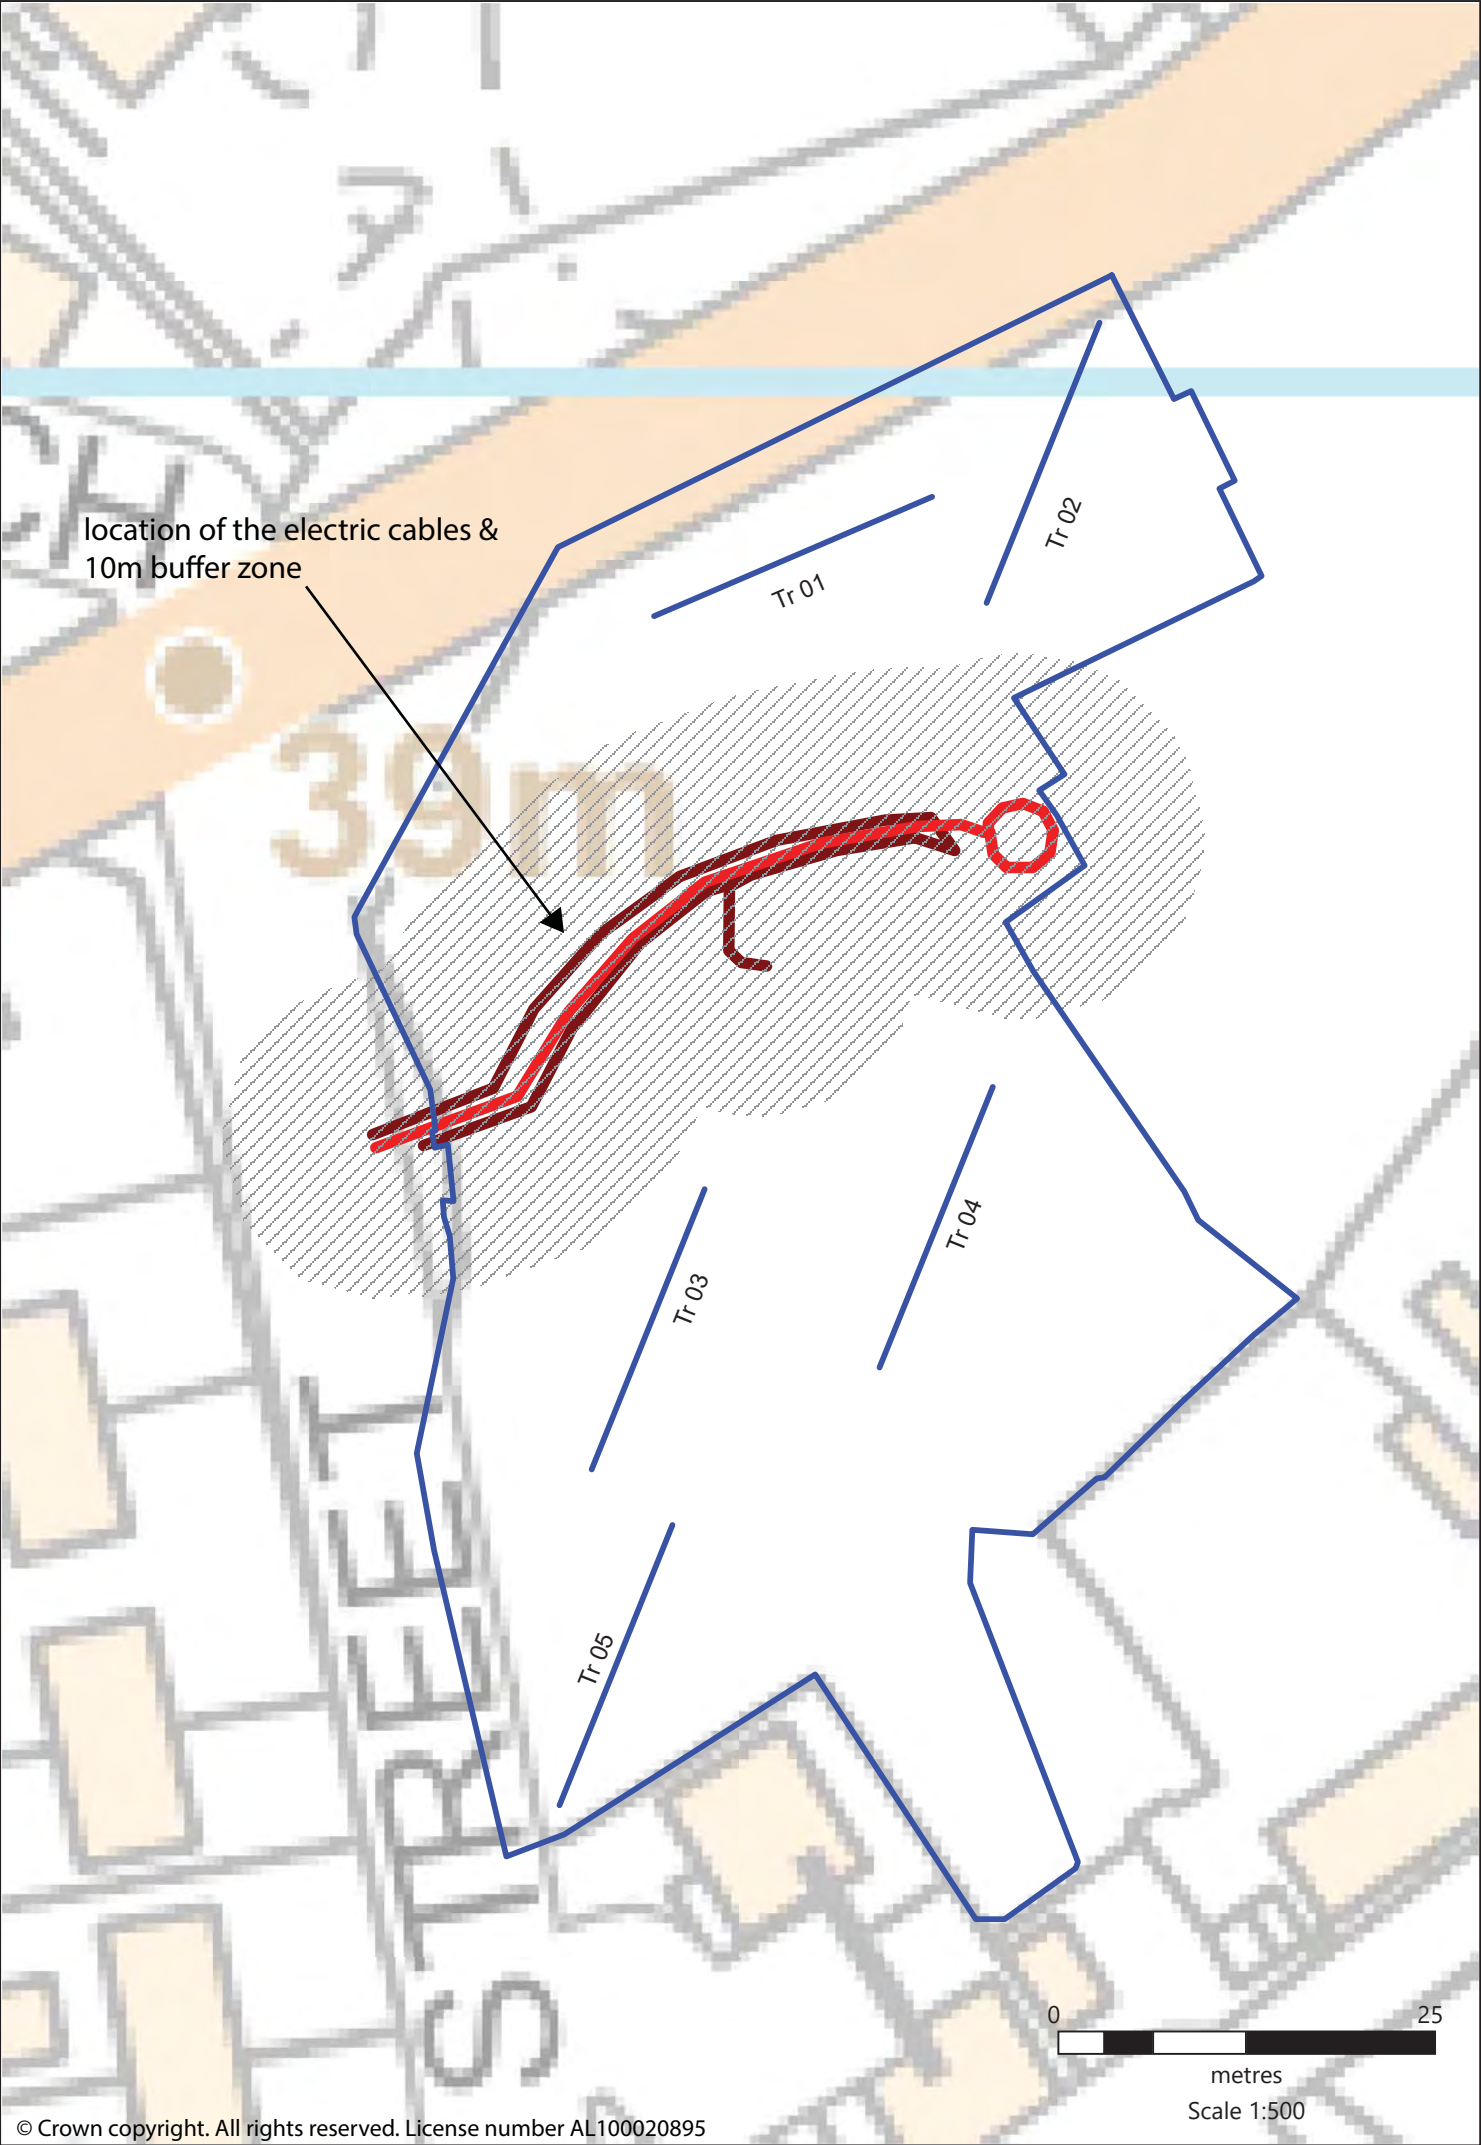 location of the electric cables &
10m buffer zone
Tr 02
Tr 01
39m
Tr 04
Tr 03
STREET
Tr 05
0 25
metres
Scale 1:500
© Crown copyright. All rights reserved. License number AL100020895